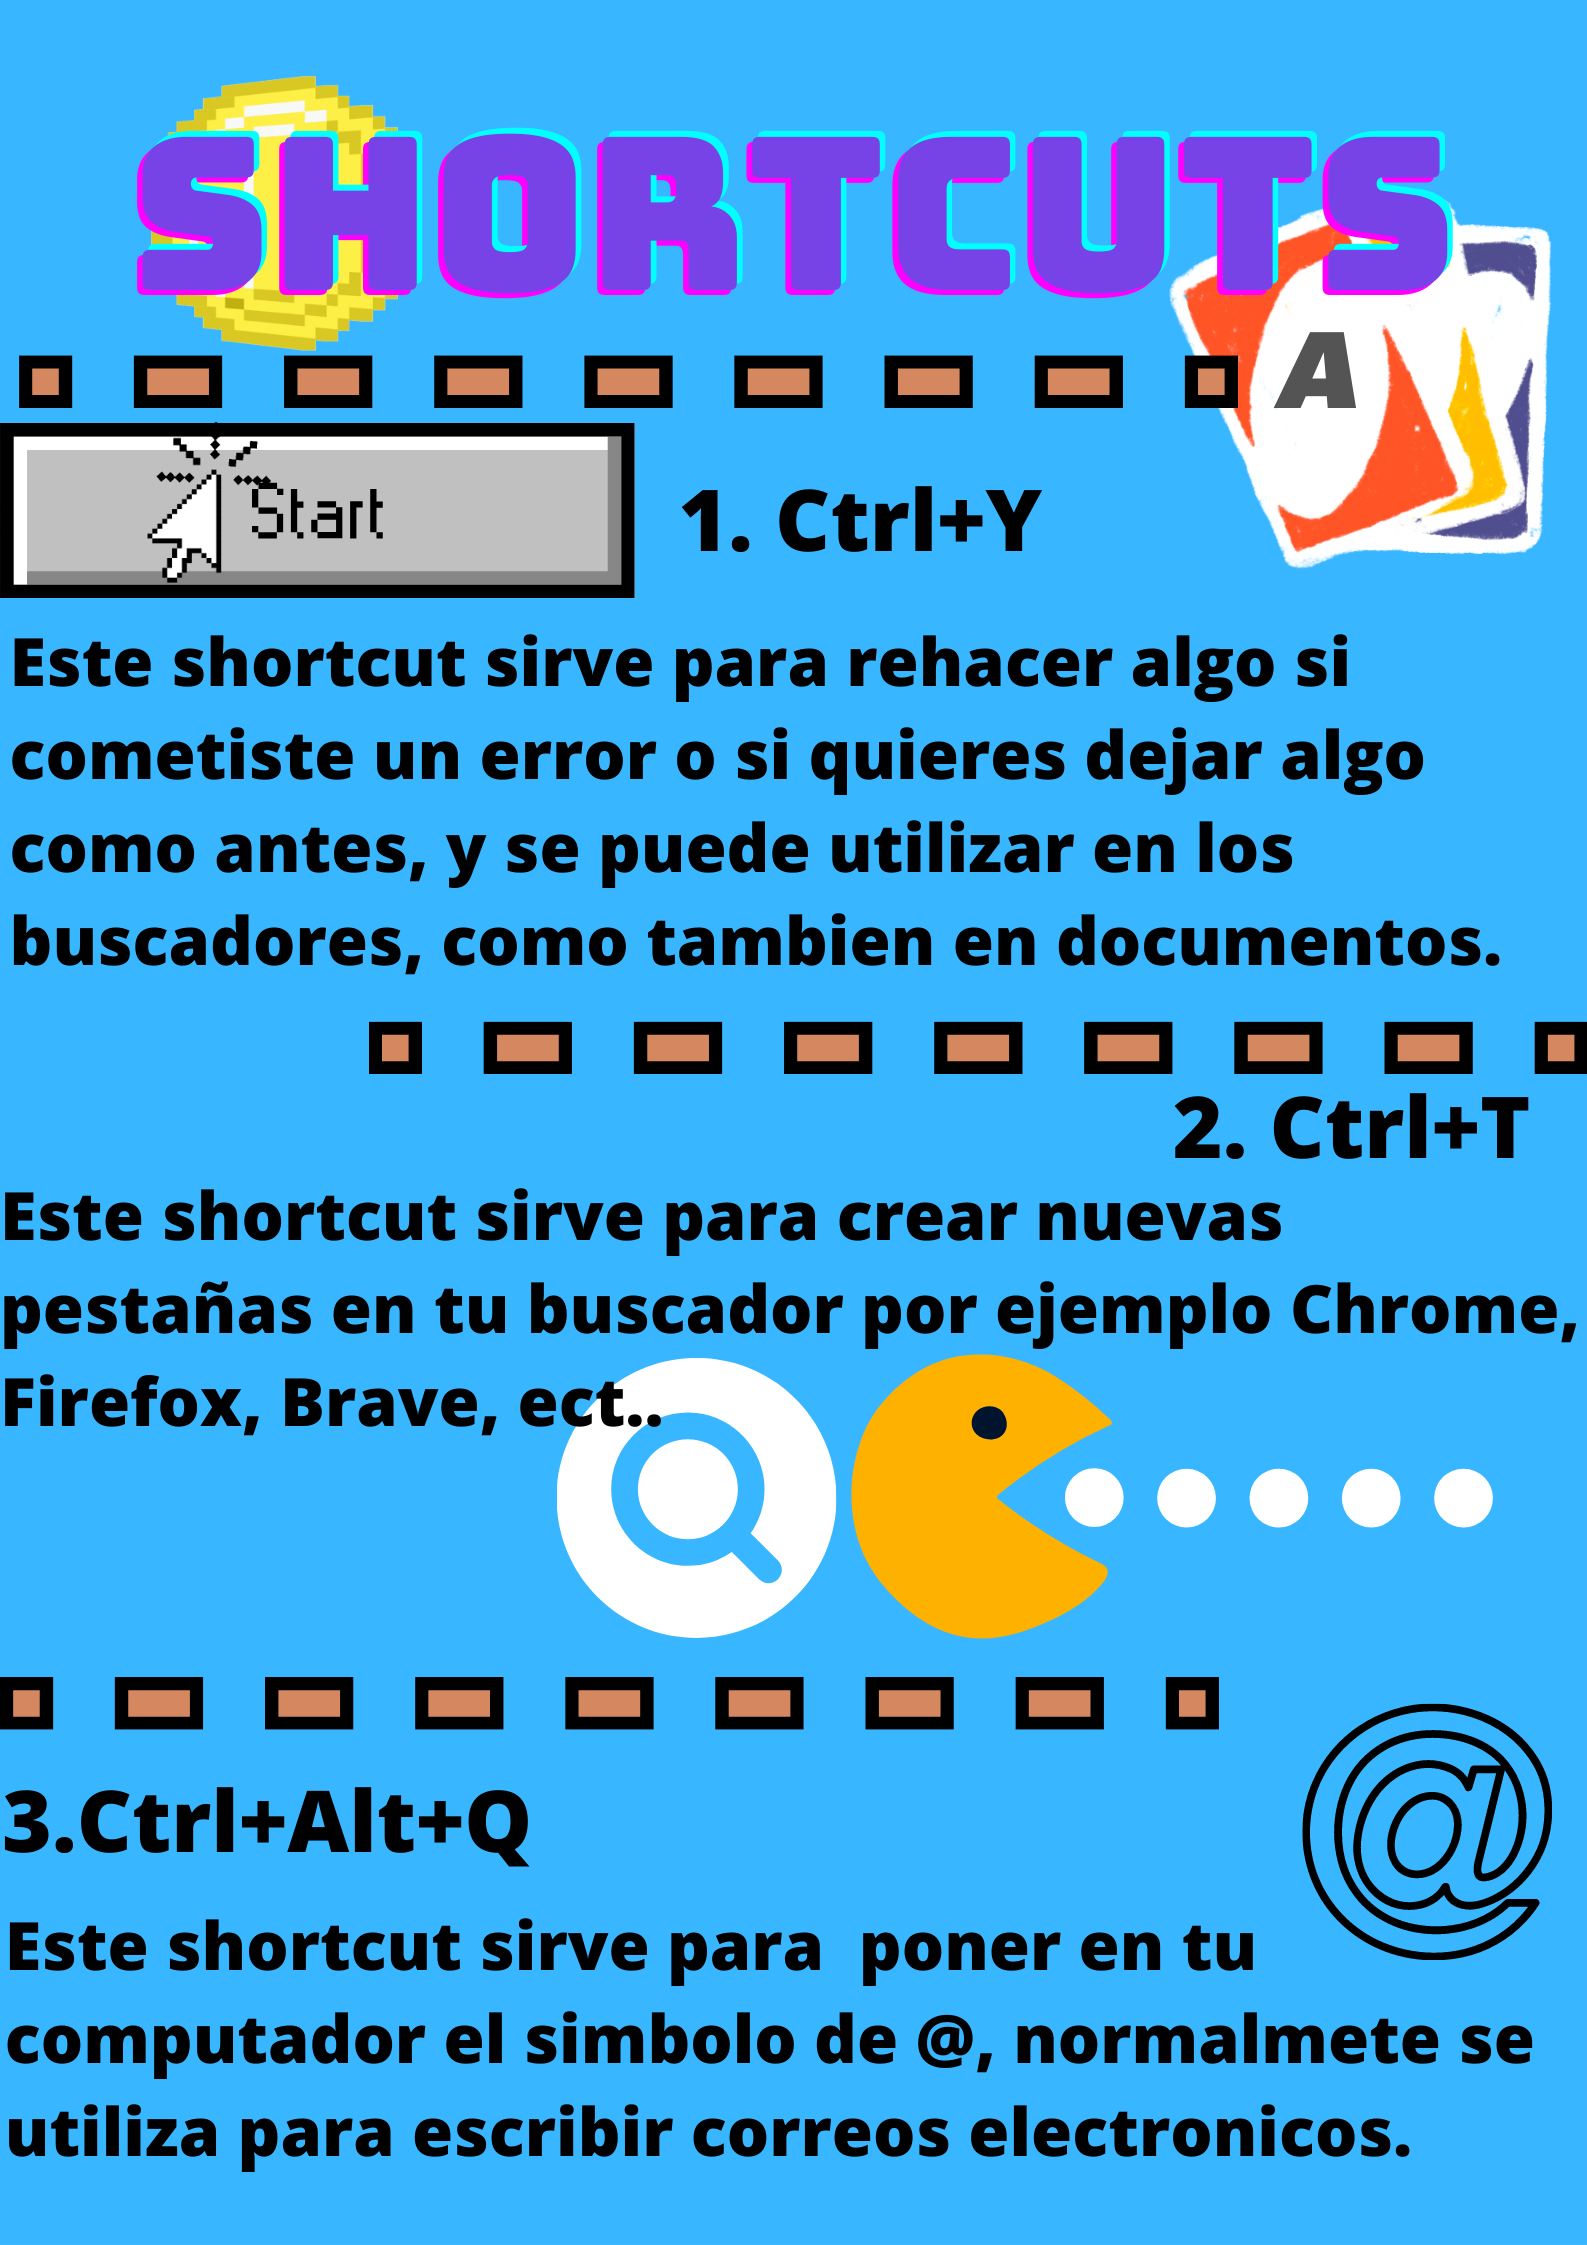 SHORTCUTS
A
Start
1. Ctrl+Y
Este shortcut sirve para rehacer algo si
cometiste un error o si quieres dejar algo
como antes, y se puede utilizar en los
buscadores, como tambien en documentos.
2. Ctrl+T
Este shortcut sirve para crear nuevas
pestañas en tu buscador por ejemplo Chrome,
Firefox, Brave, ect..
3.Ctrl+Alt+Q
@
Este shortcut sirve para  poner en tu
computador el simbolo de @, normalmete se
utiliza para escribir correos electronicos.